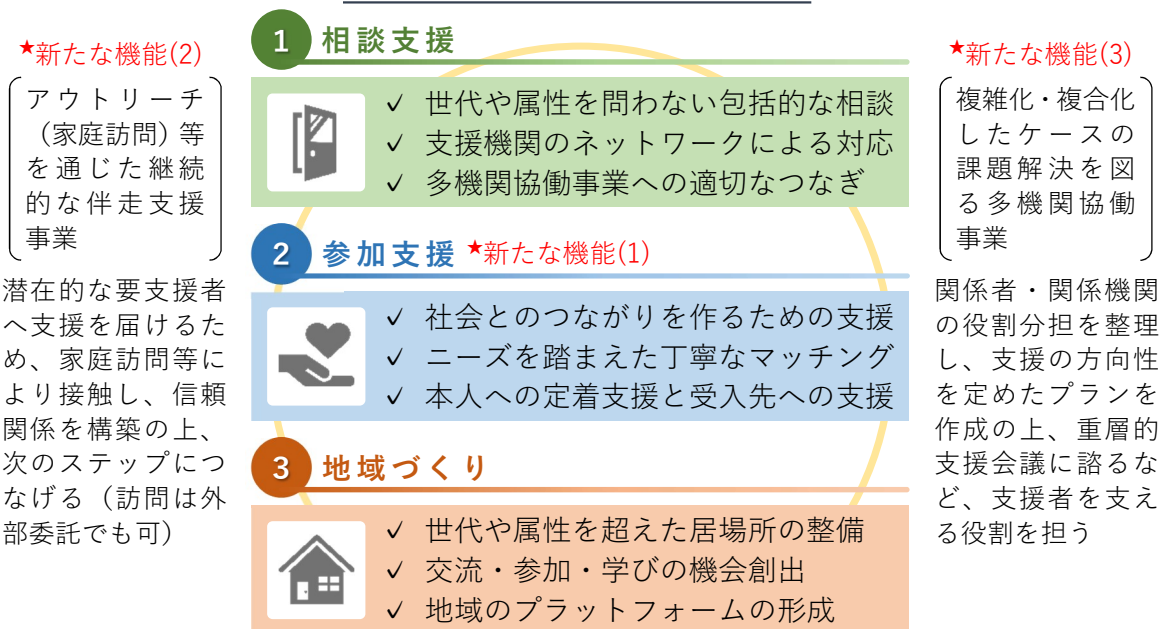 ★新たな機能(2)
アウトリーチ
（家庭訪問）等
を通じた継続
的な伴走支援
事業
潜在的な要支援者
へ支援を届けるた
め、家庭訪問等に
より接触し、信頼
関係を構築の上、
次のステップにつ
なげる（訪問は外
部委託でも可）
1 相談支援
✓ 世代や属性を問わない包括的な相談
✓ 支援機関のネットワークによる対応
✓ 多機関協働事業への適切なつなぎ
2 参加支援 ★新たな機能(1)
✓ 社会とのつながりを作るための支援
✓ ニーズを踏まえた丁寧なマッチング
✓ 本人への定着支援と受入先への支援
3 地域づくり
✓ 世代や属性を超えた居場所の整備
✓ 交流・参加・学びの機会創出
✓ 地域のプラットフォームの形成
★新たな機能(3)
複雑化・複合化
したケースの
課題解決を図
る多機関協働
事業
関係者・関係機関
の役割分担を整理
し、支援の方向性
を定めたプランを
作成の上、重層的
支援会議に諮るな
ど、支援者を支え
る役割を担う